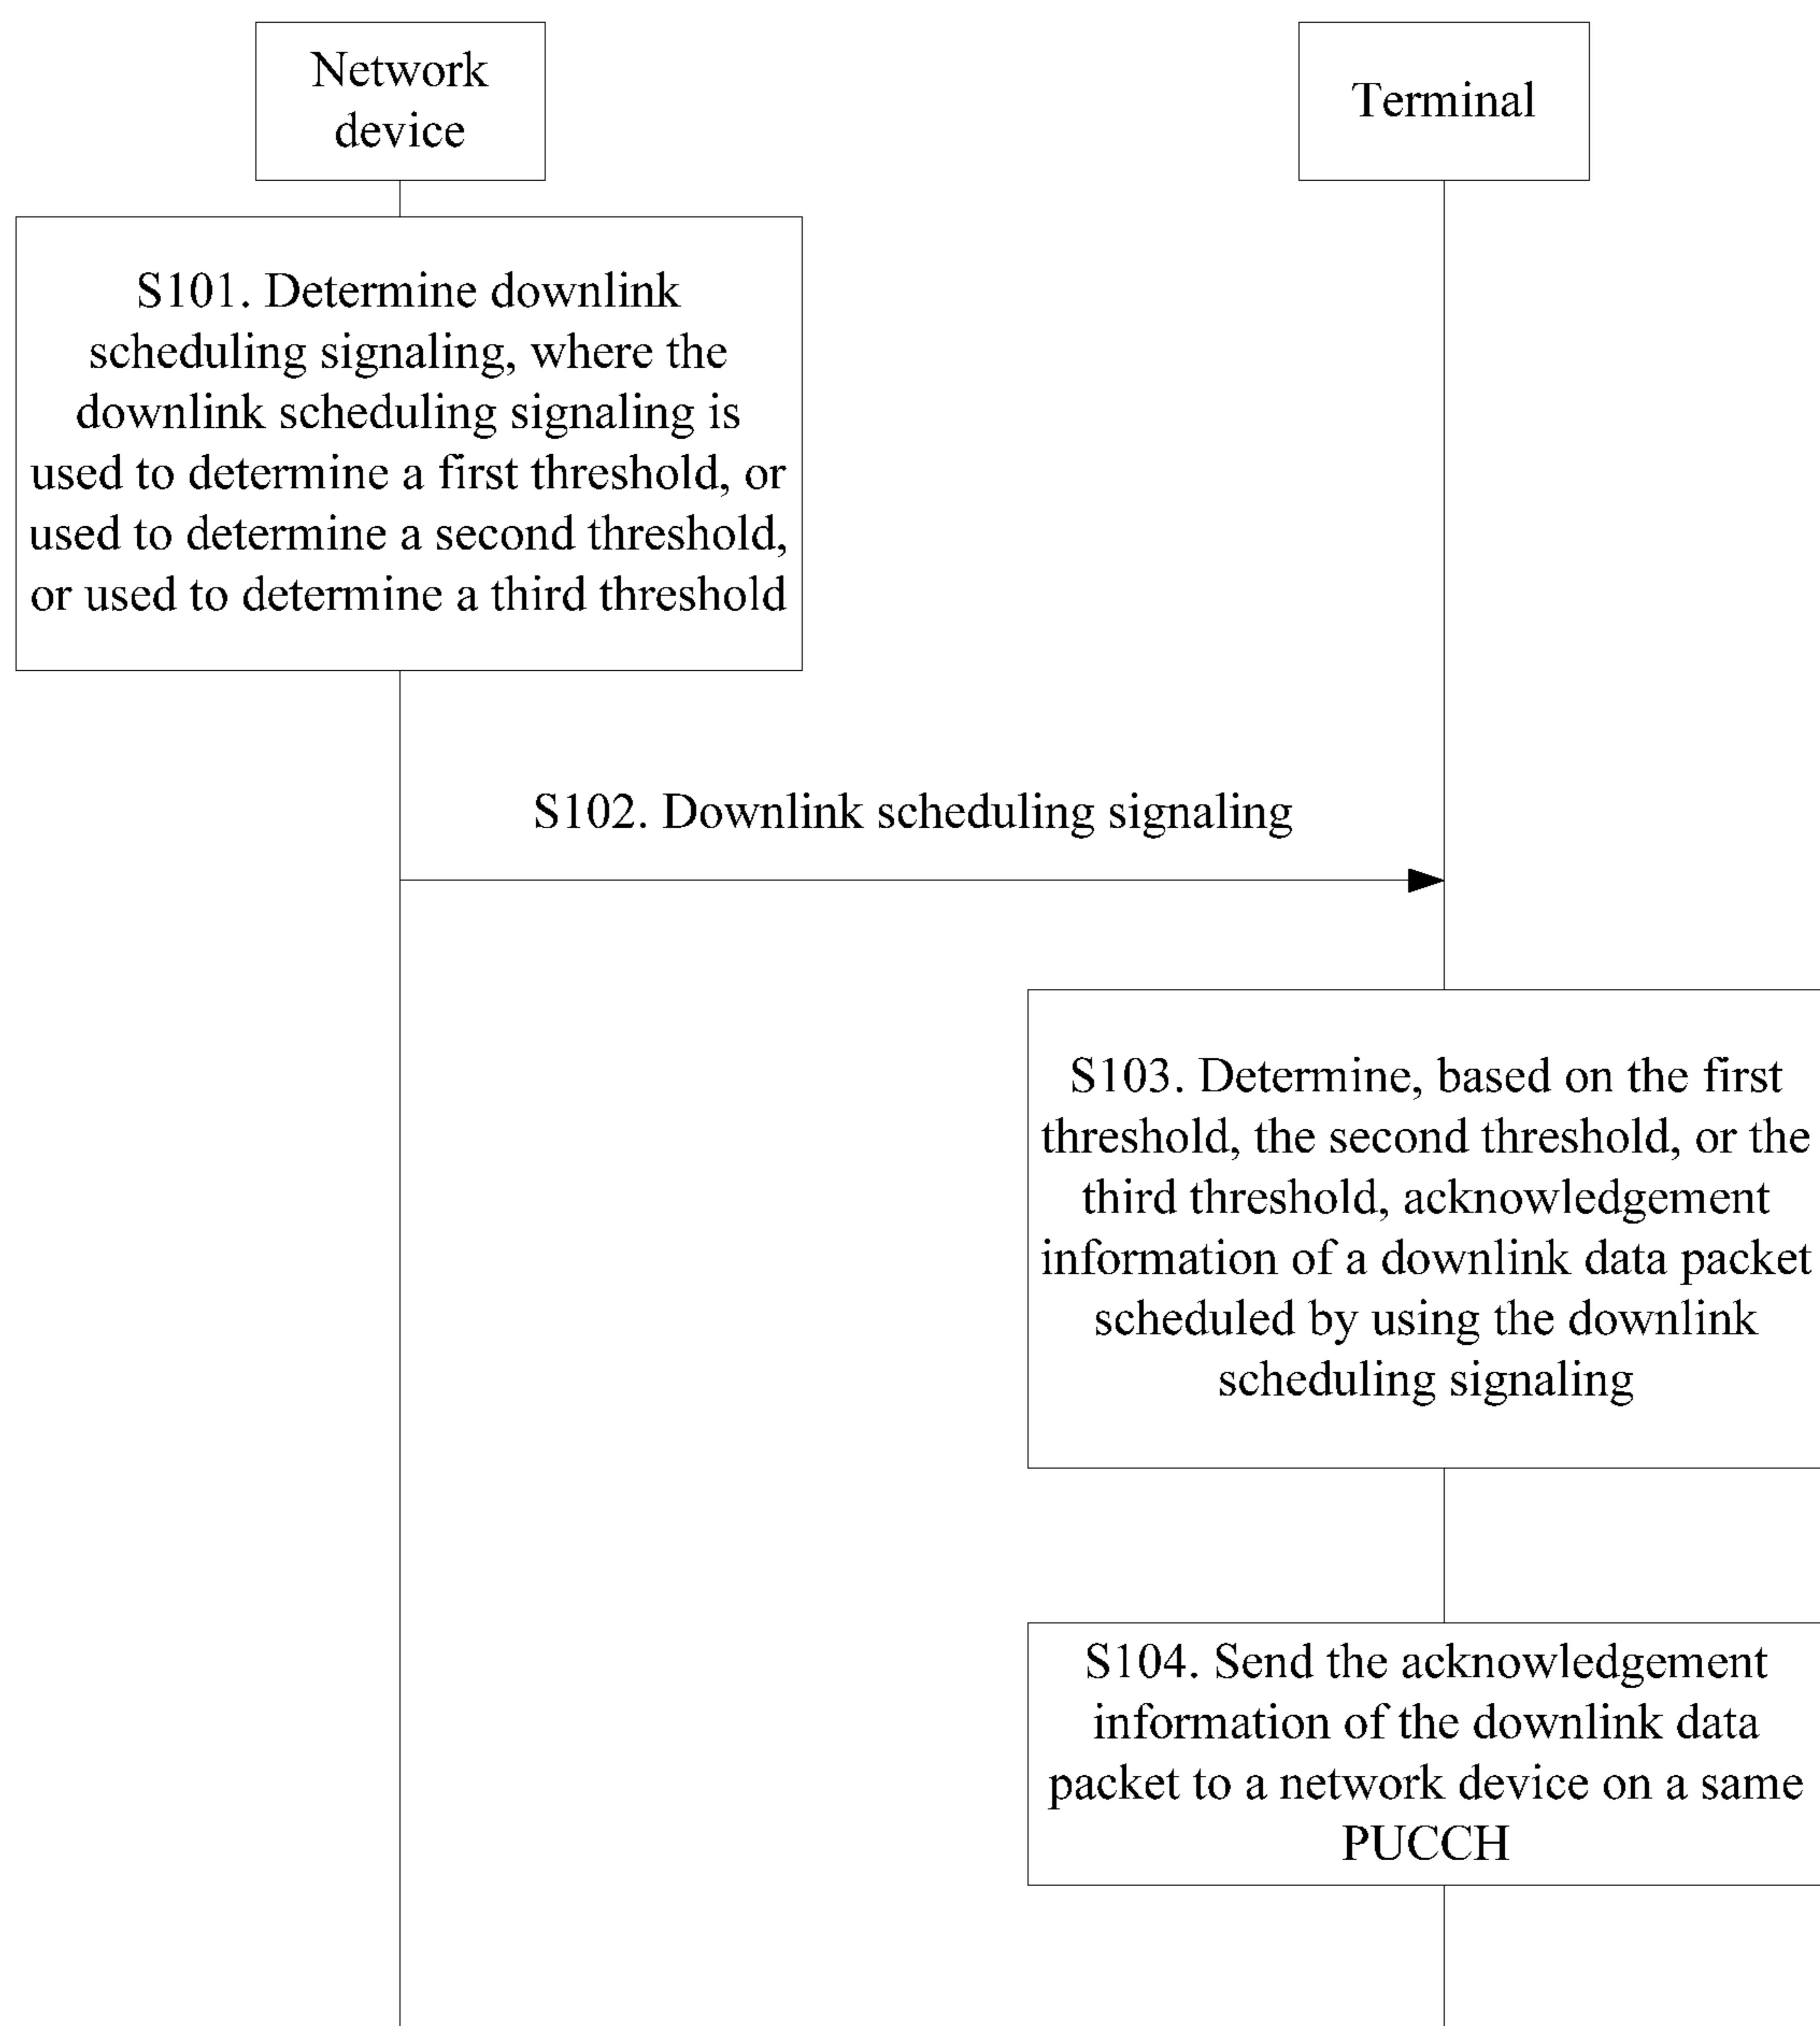 Network
device
Terminal
S101. Determine downlink
scheduling signaling, where the
downlink scheduling signaling is
used to determine a first threshold, or
used to determine a second threshold,
or used to determine a third threshold
S102. Downlink scheduling signaling
S103. Determine, based on the first
threshold, the second threshold, or the
third threshold, acknowledgement
information of a downlink data packet
scheduled by using the downlink
scheduling signaling
S104. Send the acknowledgement
information of the downlink data
packet to a network device on a same
PUCCH